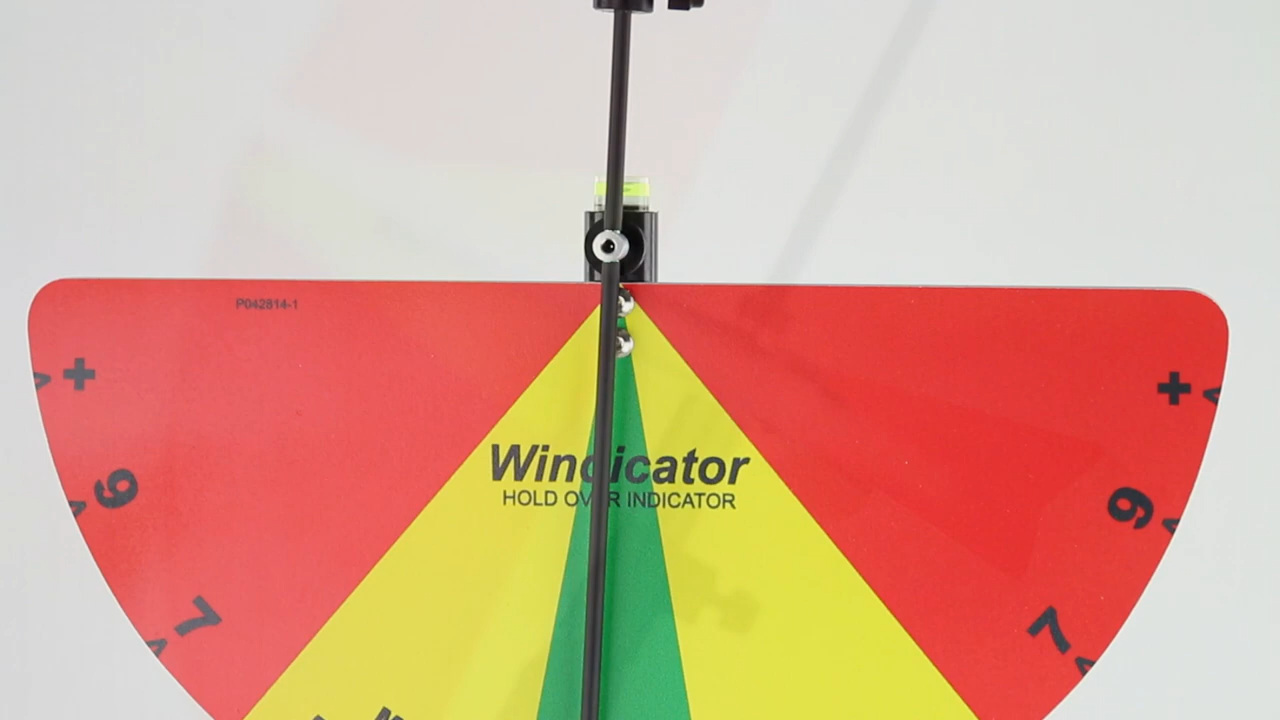 P042814-1
+ +
Windicator
HOLD OVER INDICATOR
9 9
7 7